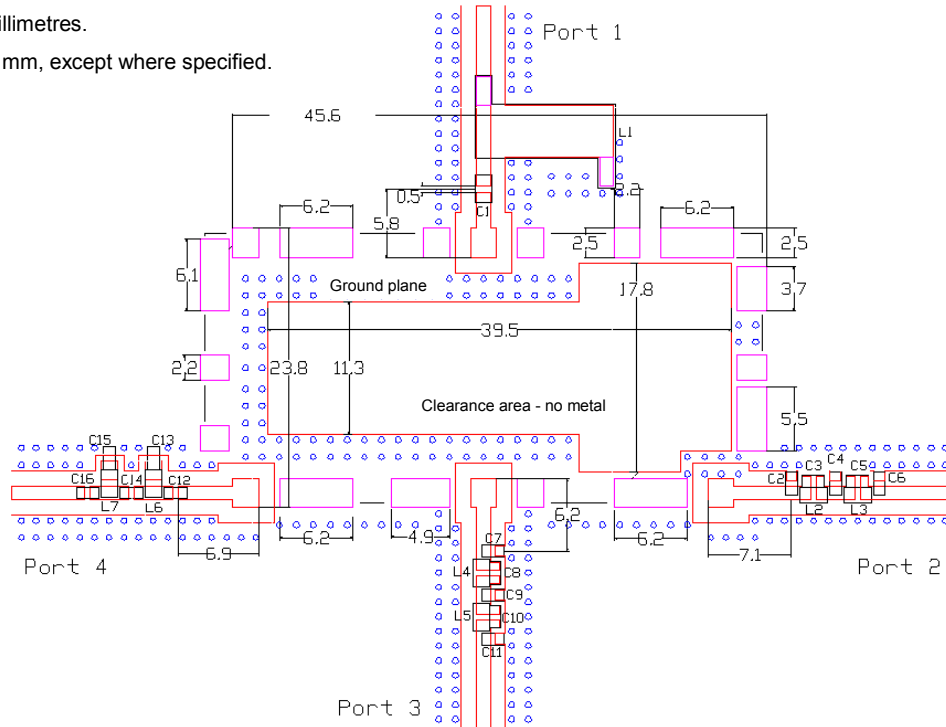 illimetres.
mm, except where specified.
Port 1
45.6
L1
0.5
C1
2.2
6.2
6.2
5.8
2.5
2.5
6.1
Ground plane
17.8
3.7
39.5
2.2
23.8
11.3
Clearance area - no metal
5.5
C15
C13
C16
C14
C12
L7
L6
C2
C3
C4
C5
C6
L2
L3
6.2
6.9
6.2
4.9
C7
6.2
7.1
Port 4
L4
C8
Port 2
C9
L5
C10
C11
Port 3